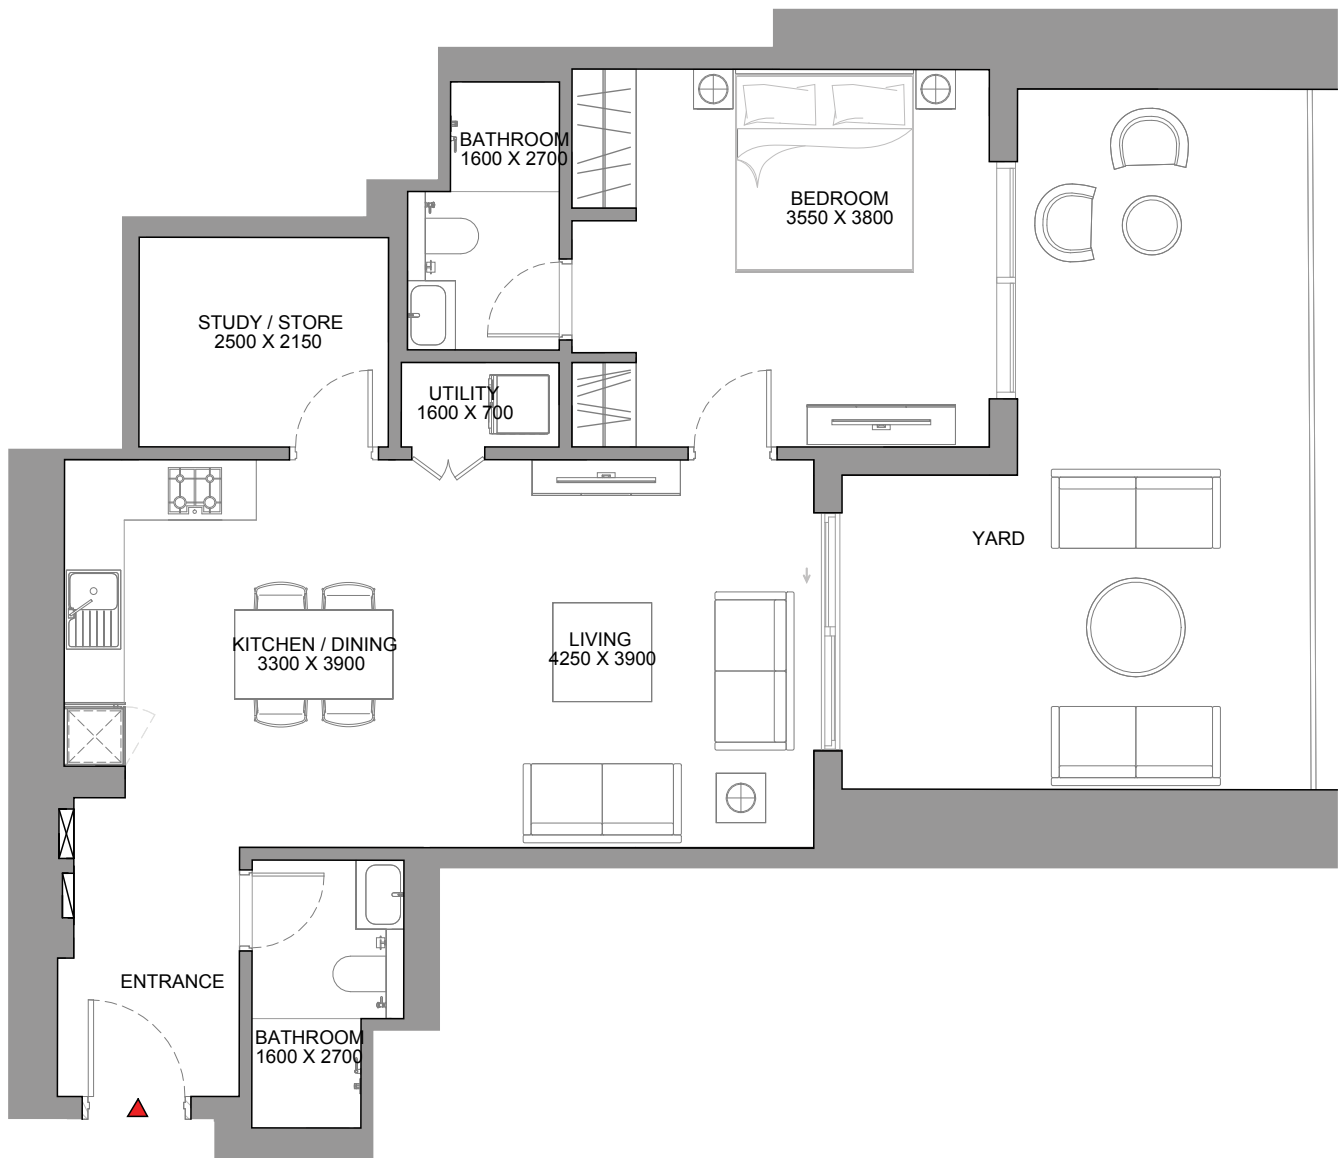 BATHROOM
1600 X 2700
BEDROOM
3550 X 3800
STUDY / STORE
2500 X 2150
UTILITY
1600 X 700
YARD
KITCHEN / DINING
3300 X 3900
LIVING
4250 X 3900
ENTRANCE
BATHROOM
1600 X 2700